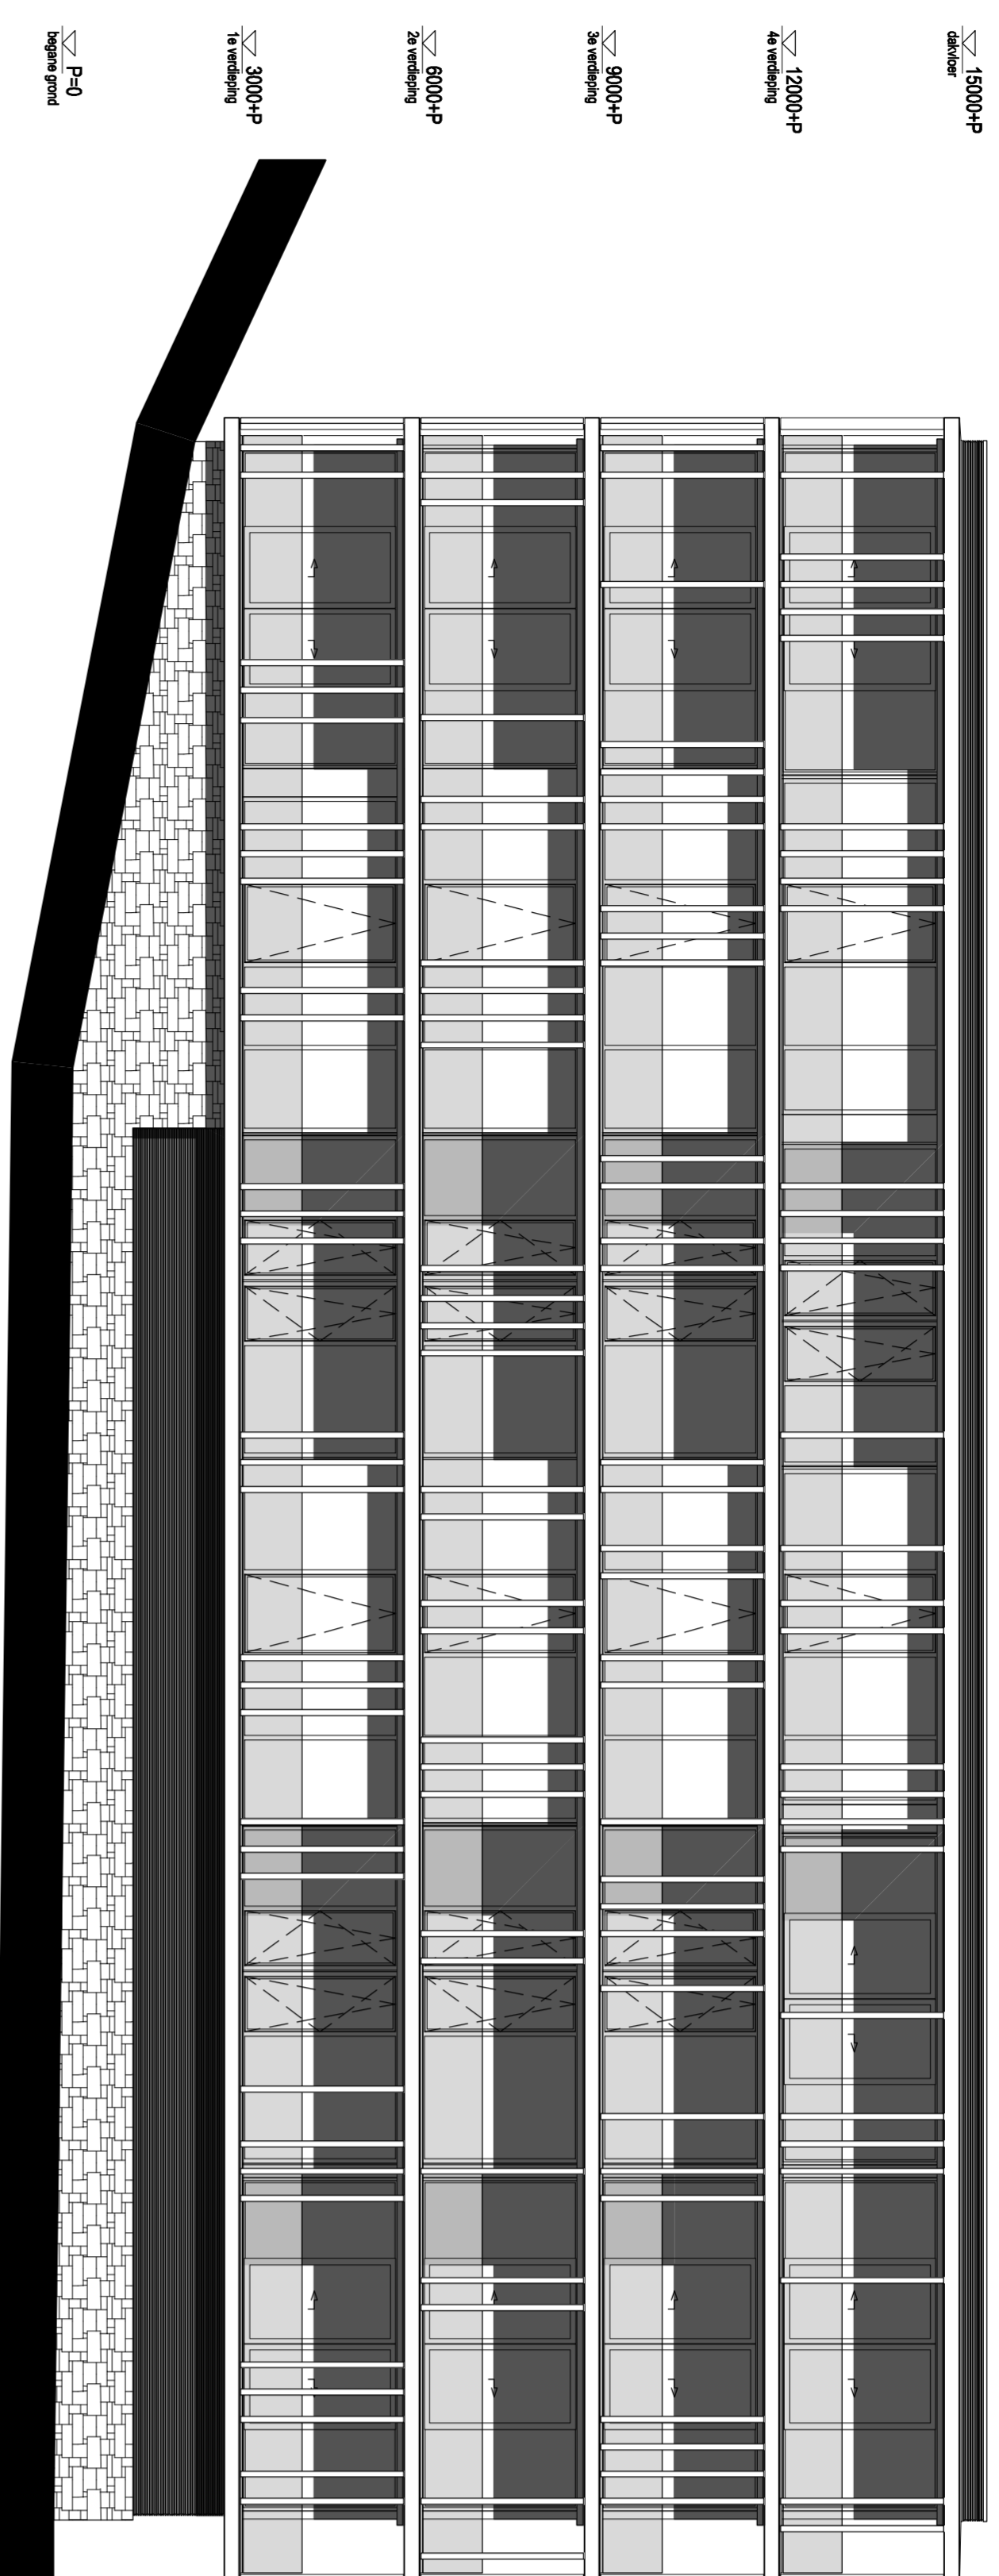 15000+P
dakvloer
12000+P
4e verdieping
9000+P
3e verdieping
6000+P
2e verdieping
3000+P
1e verdieping
P=0
begane grond